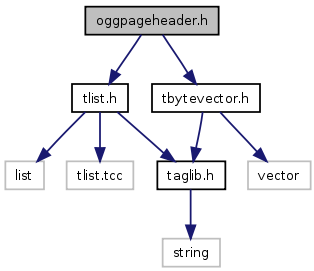 oggpageheader.h
tlist.h
tbytevector.h
list
tlist.tcc
taglib.h
vector
string